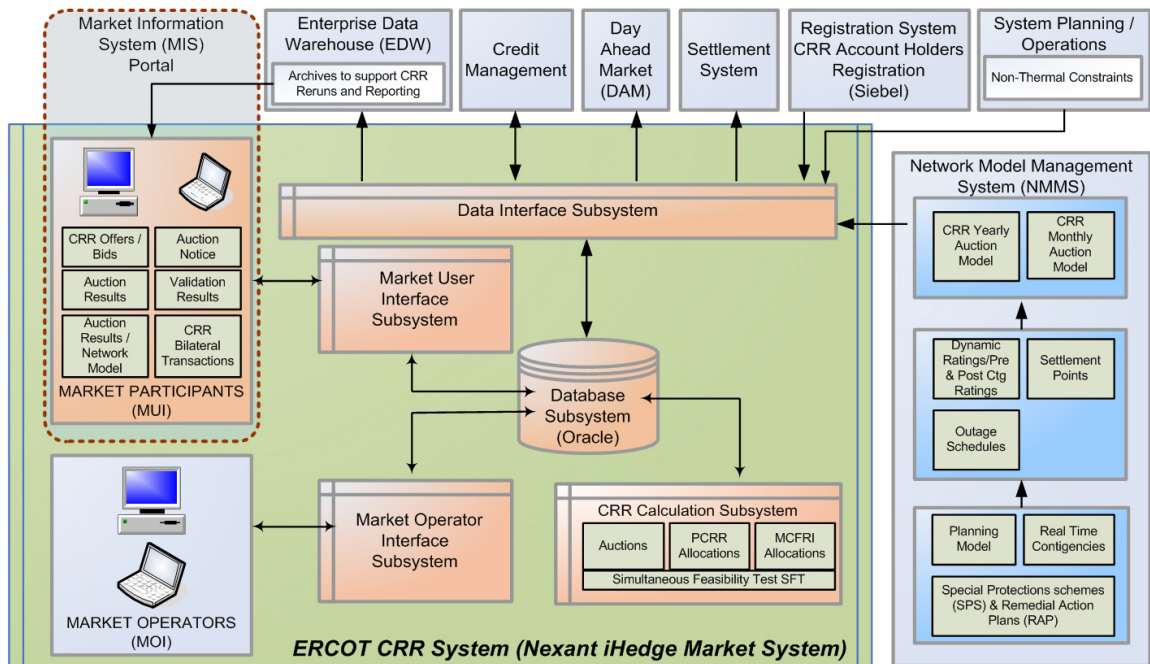 Market Information
System (MIS)
Portal
Enterprise Data
Warehouse (EDW)
Archives to support CRR
Reruns and Reporting
Credit
Management
Day
Ahead
Market
(DAM)
Settlement
System
Registration System
CRR Account Holders
Registration
(Siebel)
System Planning /
Operations
Non-Thermal Constraints
CRR Offers /
Bids
Auction
Notice
Auction
Results
Validation
Results
Auction
Results /
Network
Model
CRR
Bilateral
Transactions
MARKET PARTICIPANTS
(MUI)
Data Interface Subsystem
Market User
Interface
Subsystem
Database
Subsystem
(Oracle)
Market Operator
Interface
Subsystem
CRR Calculation Subsystem
Auctions
PCRR
Allocations
MCFRI
Allocations
Simultaneous Feasibility Test SFT
MARKET OPERATORS
(MOI)
ERCOT CRR System (Nexant iHedge Market System)
Network Model Management
System (NMMS)
CRR Yearly
Auction
Model
CRR
Monthly
Auction
Model
Dynamic
Ratings/Pre
& Post Ctg
Ratings
Settlement
Points
Outage
Schedules
Planning
Model
Real Time
Contigencies
Special Protections schemes
(SPS) & Remedial Action
Plans (RAP)